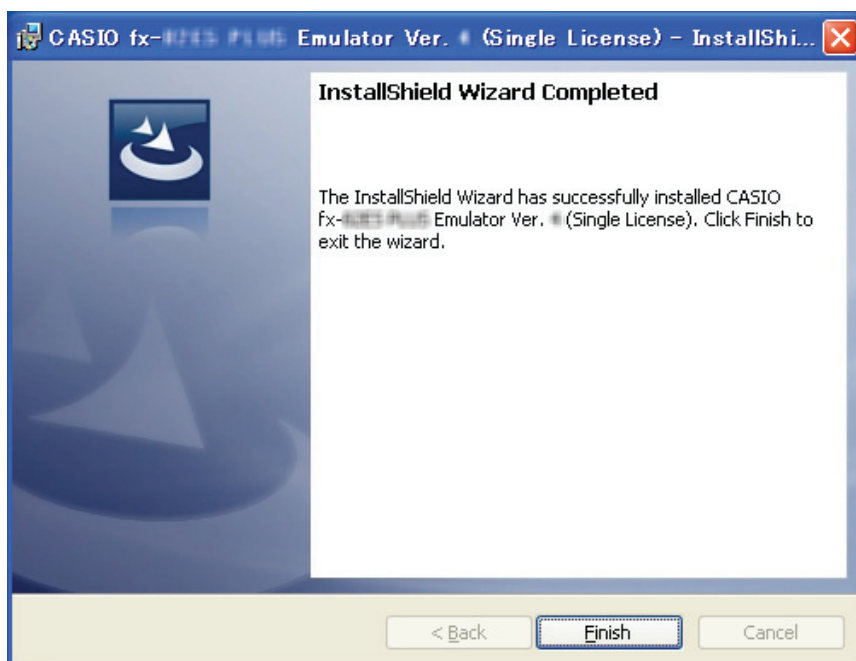 CASIO fx- Emulator Ver. (Single License) - InstallShi...
InstallShield Wizard Completed
The InstallShield Wizard has successfully installed CASIO
fx- Emulator Ver. (Single License). Click Finish to
exit the wizard.
< Back Finish Cancel